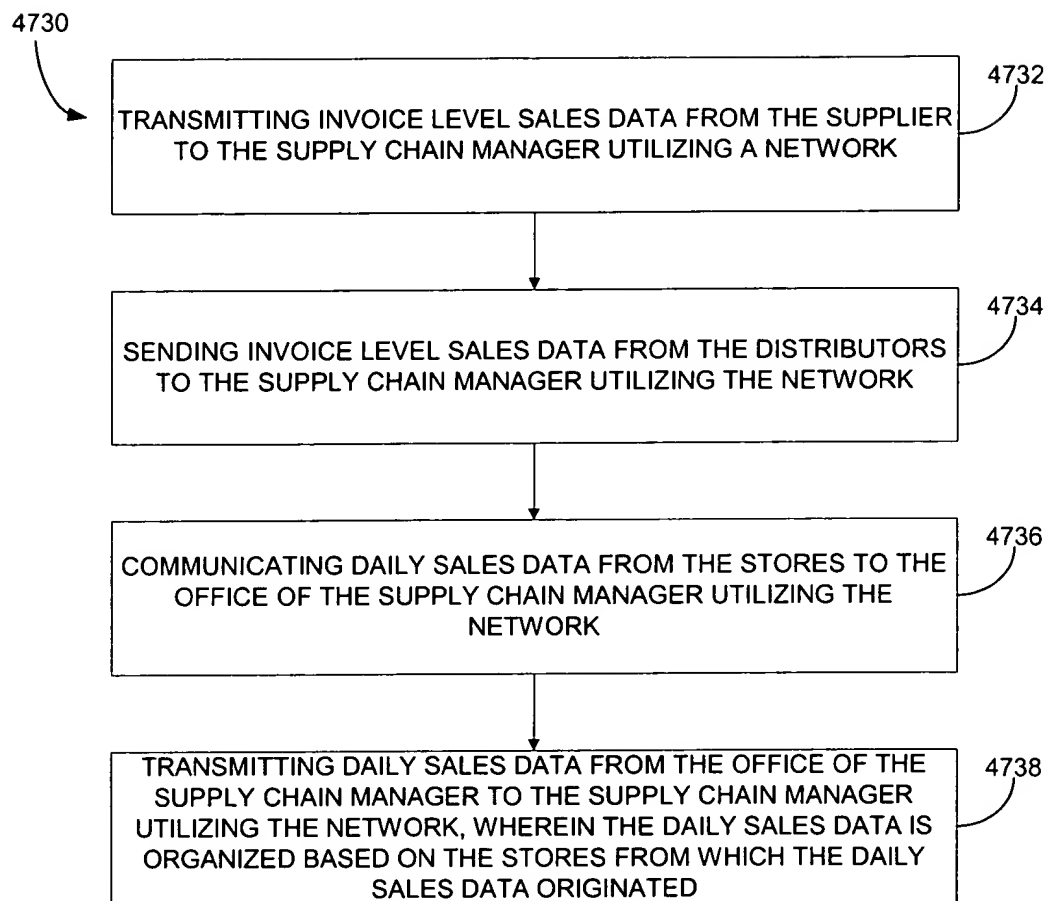 4730
4732
TRANSMITTING INVOICE LEVEL SALES DATA FROM THE SUPPLIER
TO THE SUPPLY CHAIN MANAGER UTILIZING A NETWORK
4734
SENDING INVOICE LEVEL SALES DATA FROM THE DISTRIBUTORS
TO THE SUPPLY CHAIN MANAGER UTILIZING THE NETWORK
4736
COMMUNICATING DAILY SALES DATA FROM THE STORES TO THE
OFFICE OF THE SUPPLY CHAIN MANAGER UTILIZING THE
NETWORK
4738
TRANSMITTING DAILY SALES DATA FROM THE OFFICE OF THE
SUPPLY CHAIN MANAGER TO THE SUPPLY CHAIN MANAGER
UTILIZING THE NETWORK, WHEREIN THE DAILY SALES DATA IS
ORGANIZED BASED ON THE STORES FROM WHICH THE DAILY
SALES DATA ORIGINATED